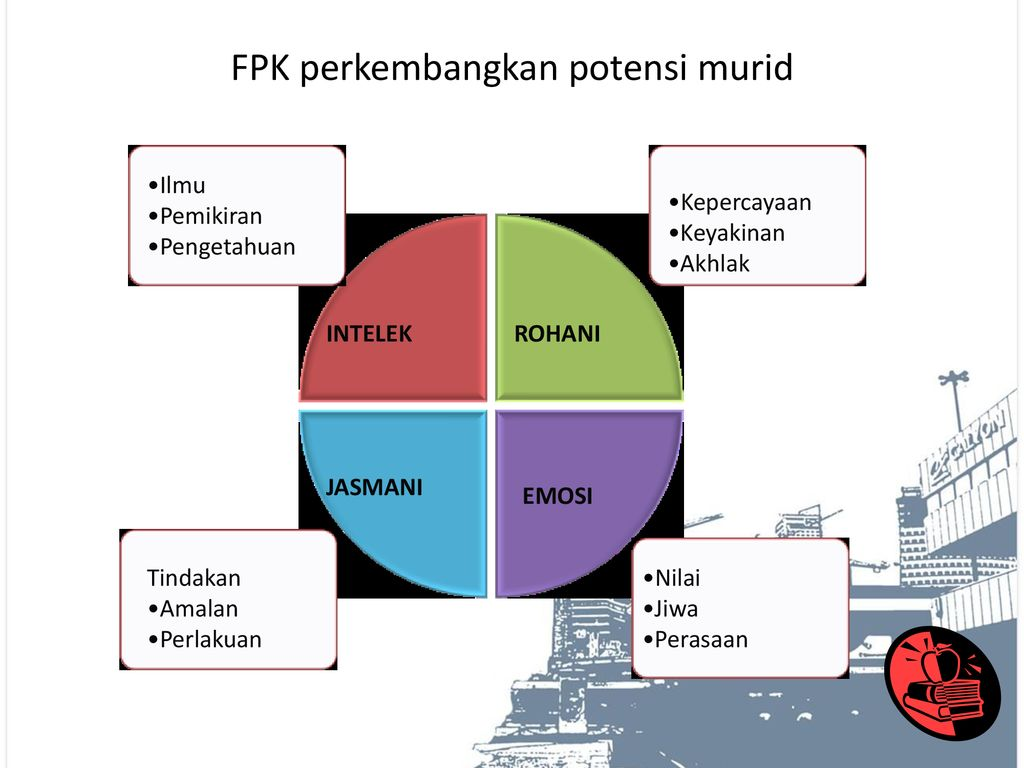 FPK perkembangkan potensi murid
•Ilmu
•Pemikiran
•Pengetahuan
•Kepercayaan
•Keyakinan
•Akhlak
INTELEK
ROHANI
JASMANI
EMOSI
Tindakan
•Amalan
•Perlakuan
•Nilai
•Jiwa
•Perasaan